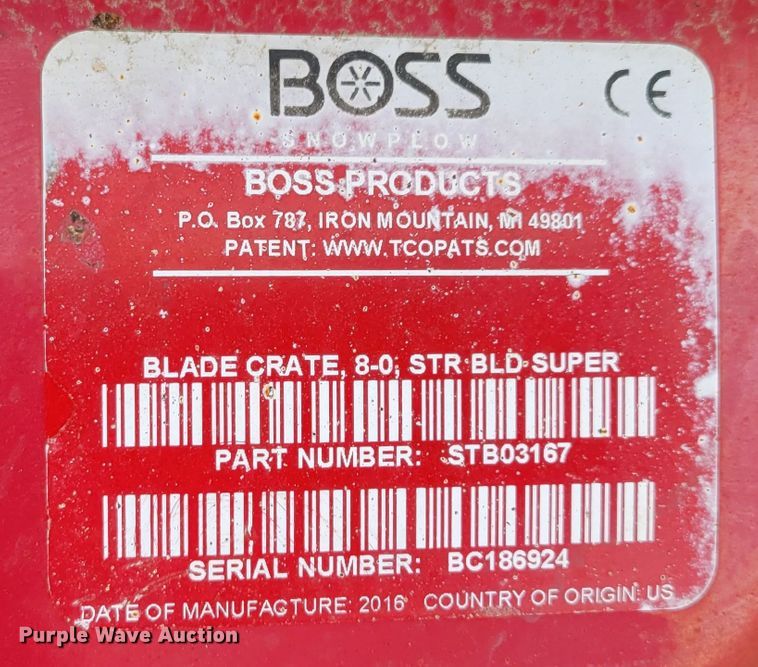 BOSS
CE
SNOWPLOW
BOSS PRODUCTS
P.O. Box 787, IRON MOUNTAIN, MI 49801
PATENT: WWW.TCOPATS.COM
BLADE CRATE, 8-0, STR BLD SUPER
PART NUMBER: STB03167
SERIAL NUMBER: BC186924
DATE OF MANUFACTURE: 2016 COUNTRY OF ORIGIN: US
Purple Wave Auction